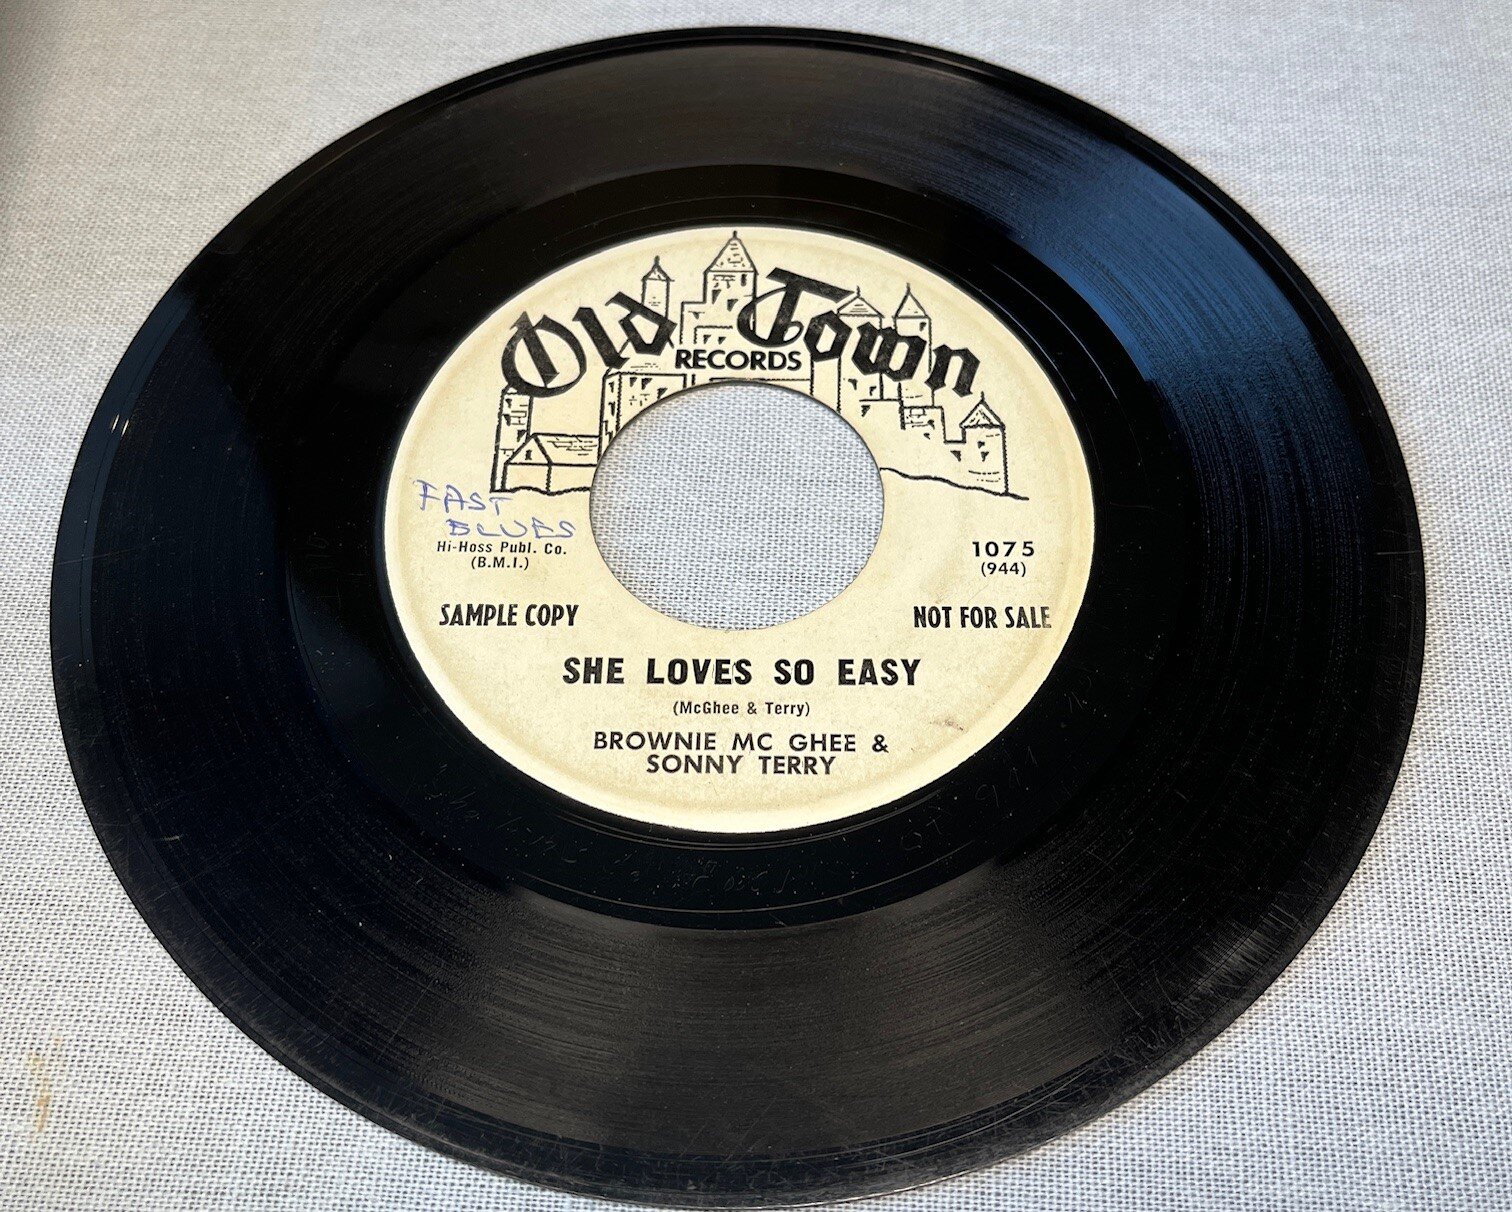 Old Town
RECORDS
FAST
BLUES
Hi-Hoss Publ. Co.
(B.M.I.)
1075
(944)
SAMPLE COPY
NOT FOR SALE
SHE LOVES SO EASY
(McGhee & Terry)
BROWNIE MC GHEE &
SONNY TERRY